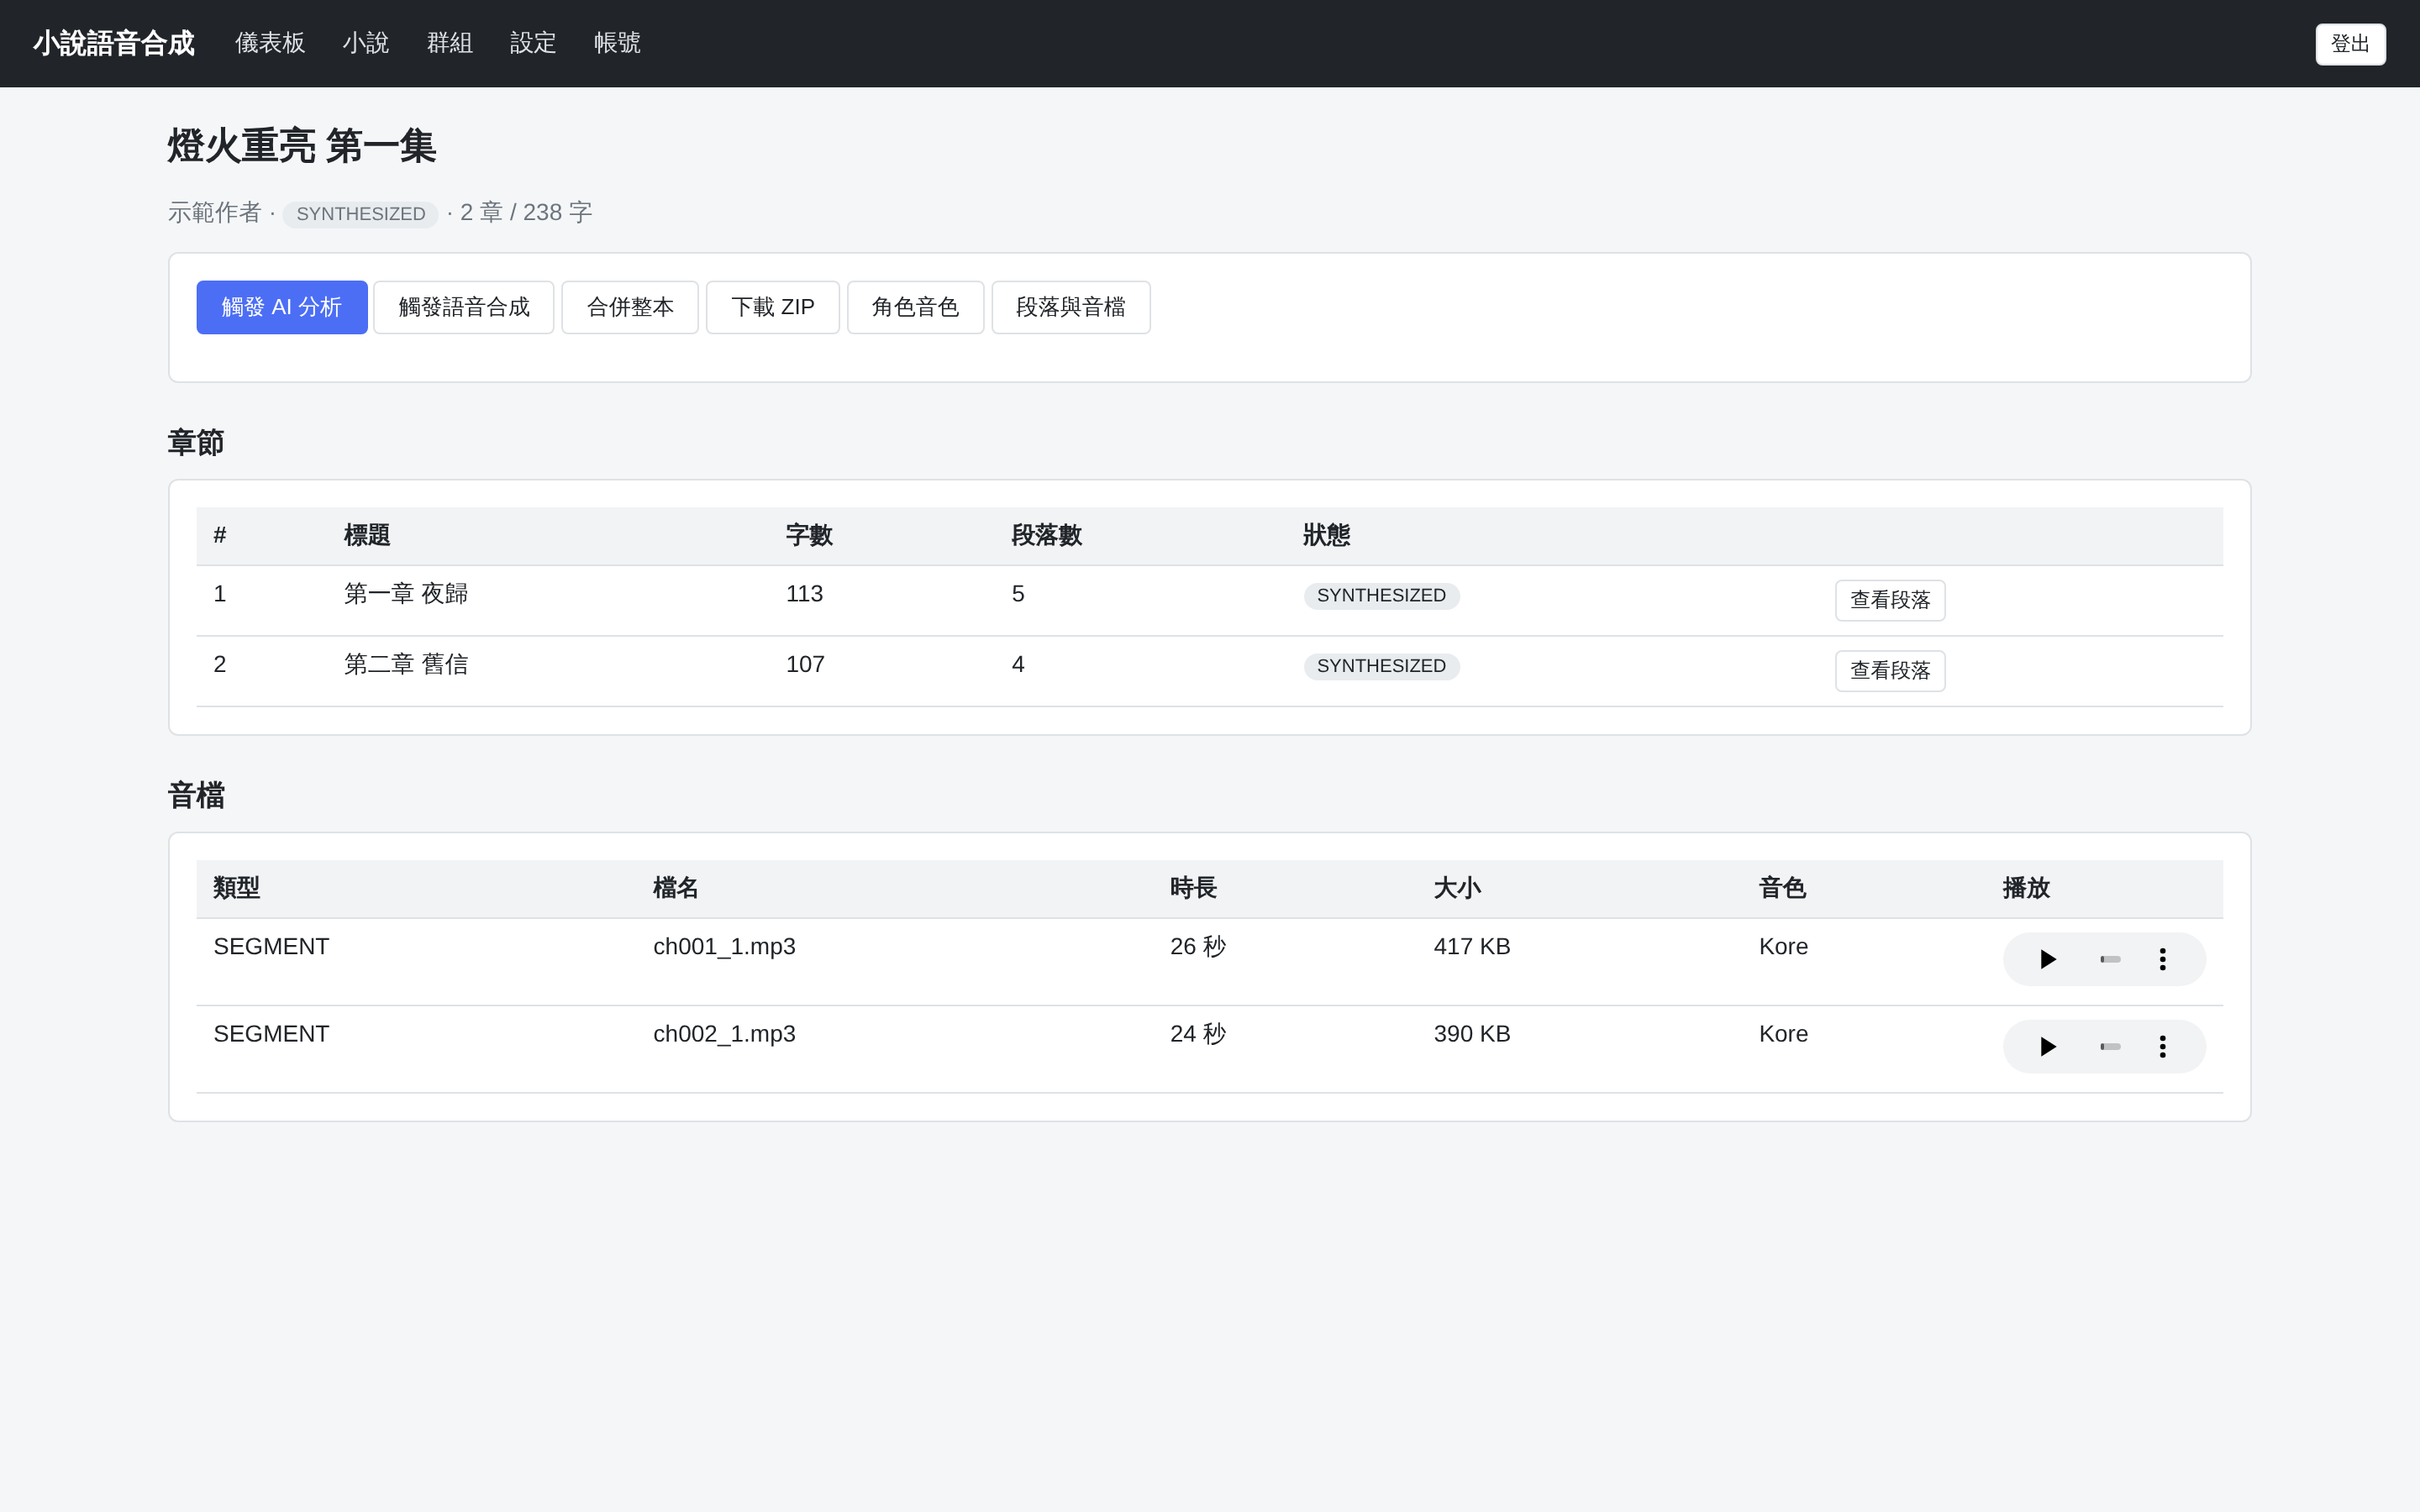 小說語音合成 儀表板 小說 群組 設定 帳號 登出
燈火重亮 第一集
示範作者 · SYNTHESIZED · 2 章 / 238 字
觸發 AI 分析 觸發語音合成 合併整本 下載 ZIP 角色音色 段落與音檔
章節
# 標題 字數 段落數 狀態
1 第一章 夜歸 113 5 SYNTHESIZED 查看段落
2 第二章 舊信 107 4 SYNTHESIZED 查看段落
音檔
類型 檔名 時長 大小 音色 播放
SEGMENT ch001_1.mp3 26 秒 417 KB Kore
SEGMENT ch002_1.mp3 24 秒 390 KB Kore